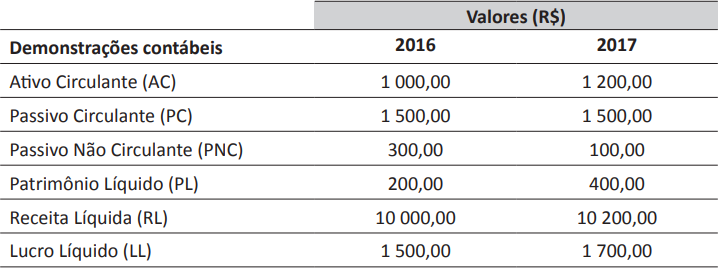 Valores (R$)
Demonstrações contábeis 2016 2017
Ativo Circulante (AC) 1 000,00 1 200,00
Passivo Circulante (PC) 1 500,00 1 500,00
Passivo Não Circulante (PNC) 300,00 100,00
Patrimônio Líquido (PL) 200,00 400,00
Receita Líquida (RL) 10 000,00 10 200,00
Lucro Líquido (LL) 1 500,00 1 700,00